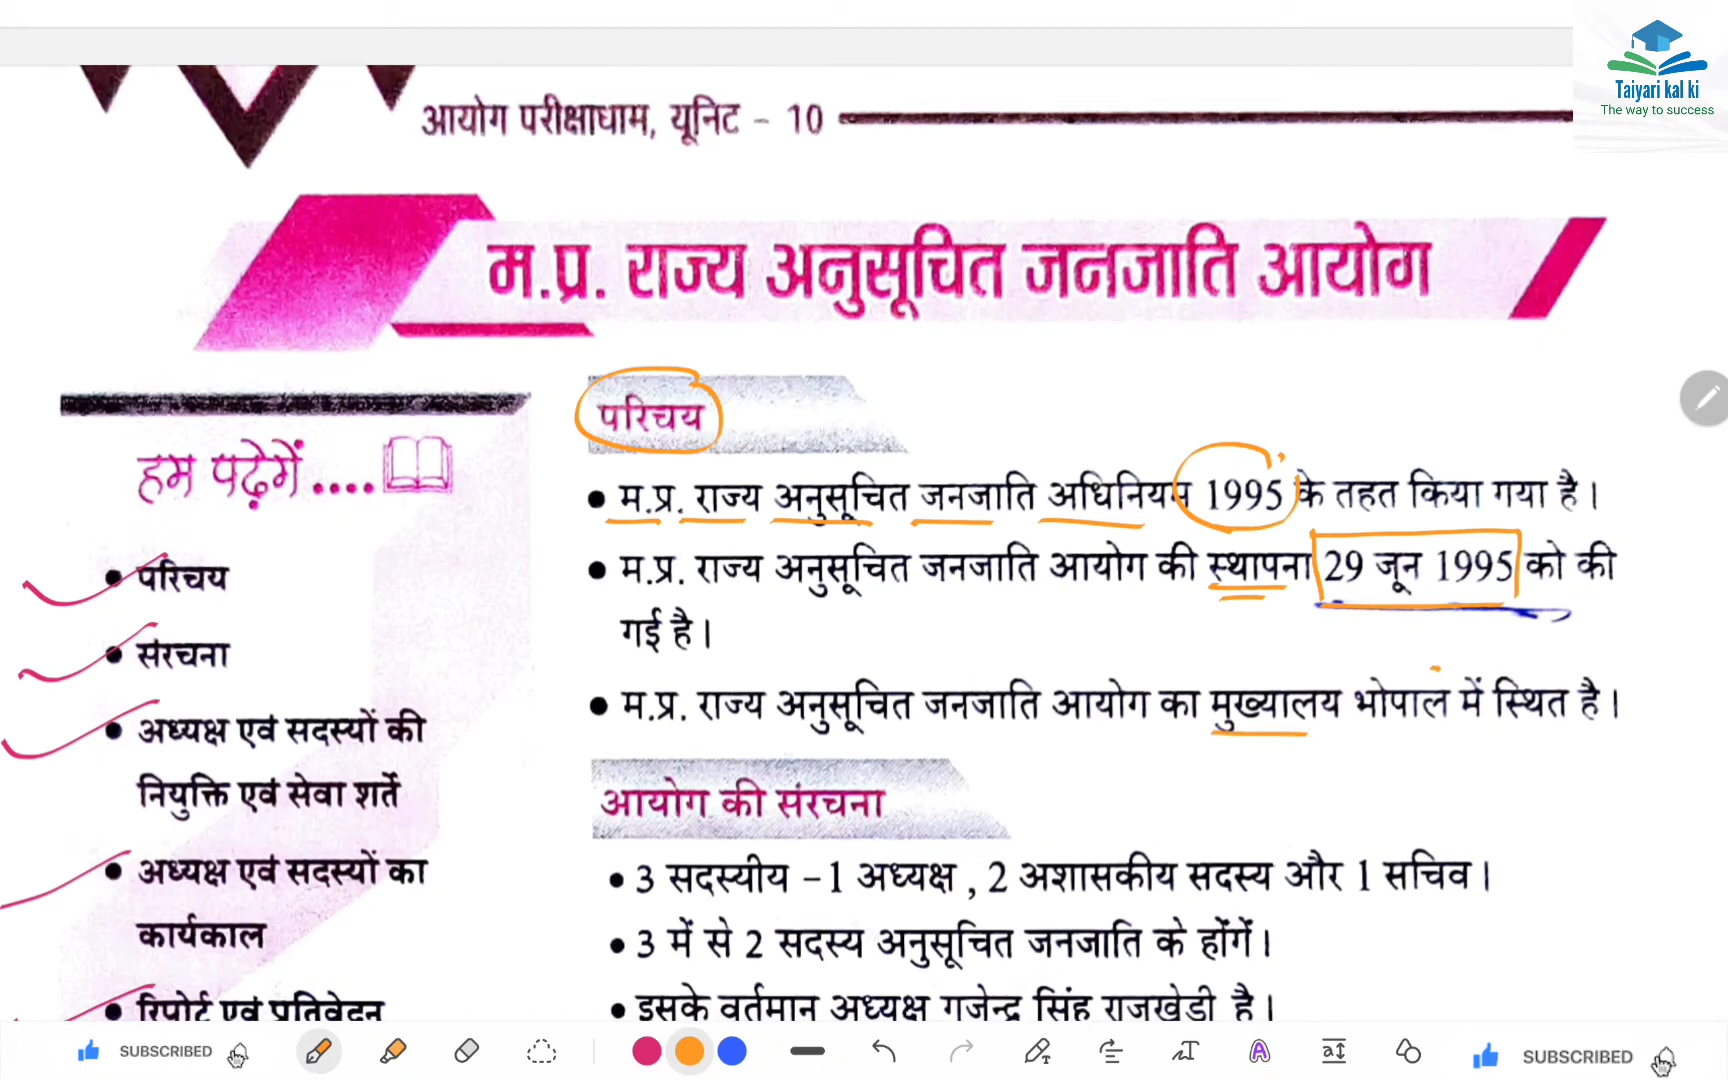 Taiyari kal ki
The way to success
आयोग परीक्षाधाम, यूनिट - 10
म.प्र. राज्य अनुसूचित जनजाति आयोग
हम पढ़ेगें ....
• परिचय
• संरचना
• अध्यक्ष एवं सदस्यों की
नियुक्ति एवं सेवा शर्ते
• अध्यक्ष एवं सदस्यों का
कार्यकाल
• रिपोर्ट एवं प्रतिवेदन
परिचय
• म.प्र. राज्य अनुसूचित जनजाति अधिनियम 1995 के तहत किया गया है।
• म.प्र. राज्य अनुसूचित जनजाति आयोग की स्थापना 29 जून 1995 को की
गई है।
• म.प्र. राज्य अनुसूचित जनजाति आयोग का मुख्यालय भोपाल में स्थित है।
आयोग की संरचना
• 3 सदस्यीय – 1 अध्यक्ष , 2 अशासकीय सदस्य और 1 सचिव।
• 3 में से 2 सदस्य अनुसूचित जनजाति के होंगें।
• इसके वर्तमान अध्यक्ष गजेन्द्र सिंह राजखेडी है।
SUBSCRIBED
SUBSCRIBED